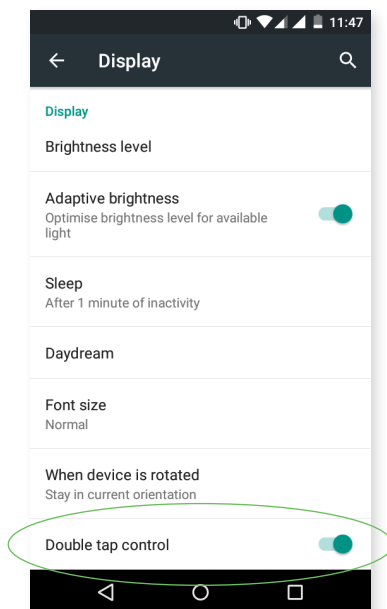 11:47
Display
Display
Brightness level
Adaptive brightness
Optimise brightness level for available
light
Sleep
After 1 minute of inactivity
Daydream
Font size
Normal
When device is rotated
Stay in current orientation
Double tap control